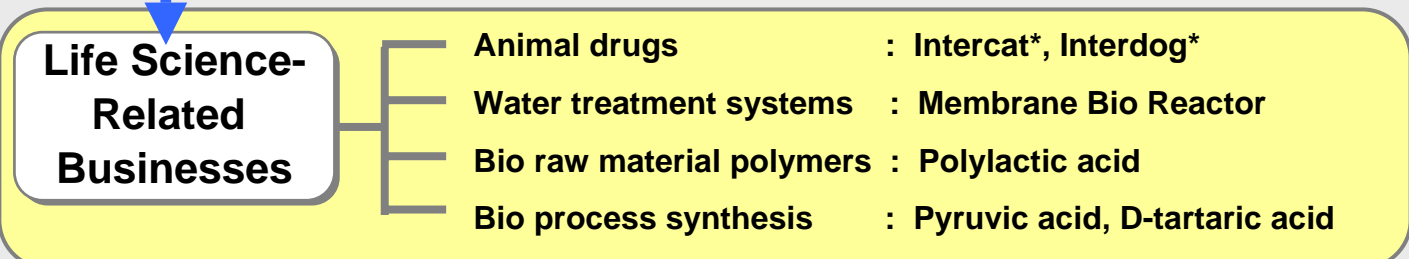 Life Science-
Related
Businesses
Animal drugs : Intercat*, Interdog*
Water treatment systems : Membrane Bio Reactor
Bio raw material polymers : Polylactic acid
Bio process synthesis : Pyruvic acid, D-tartaric acid